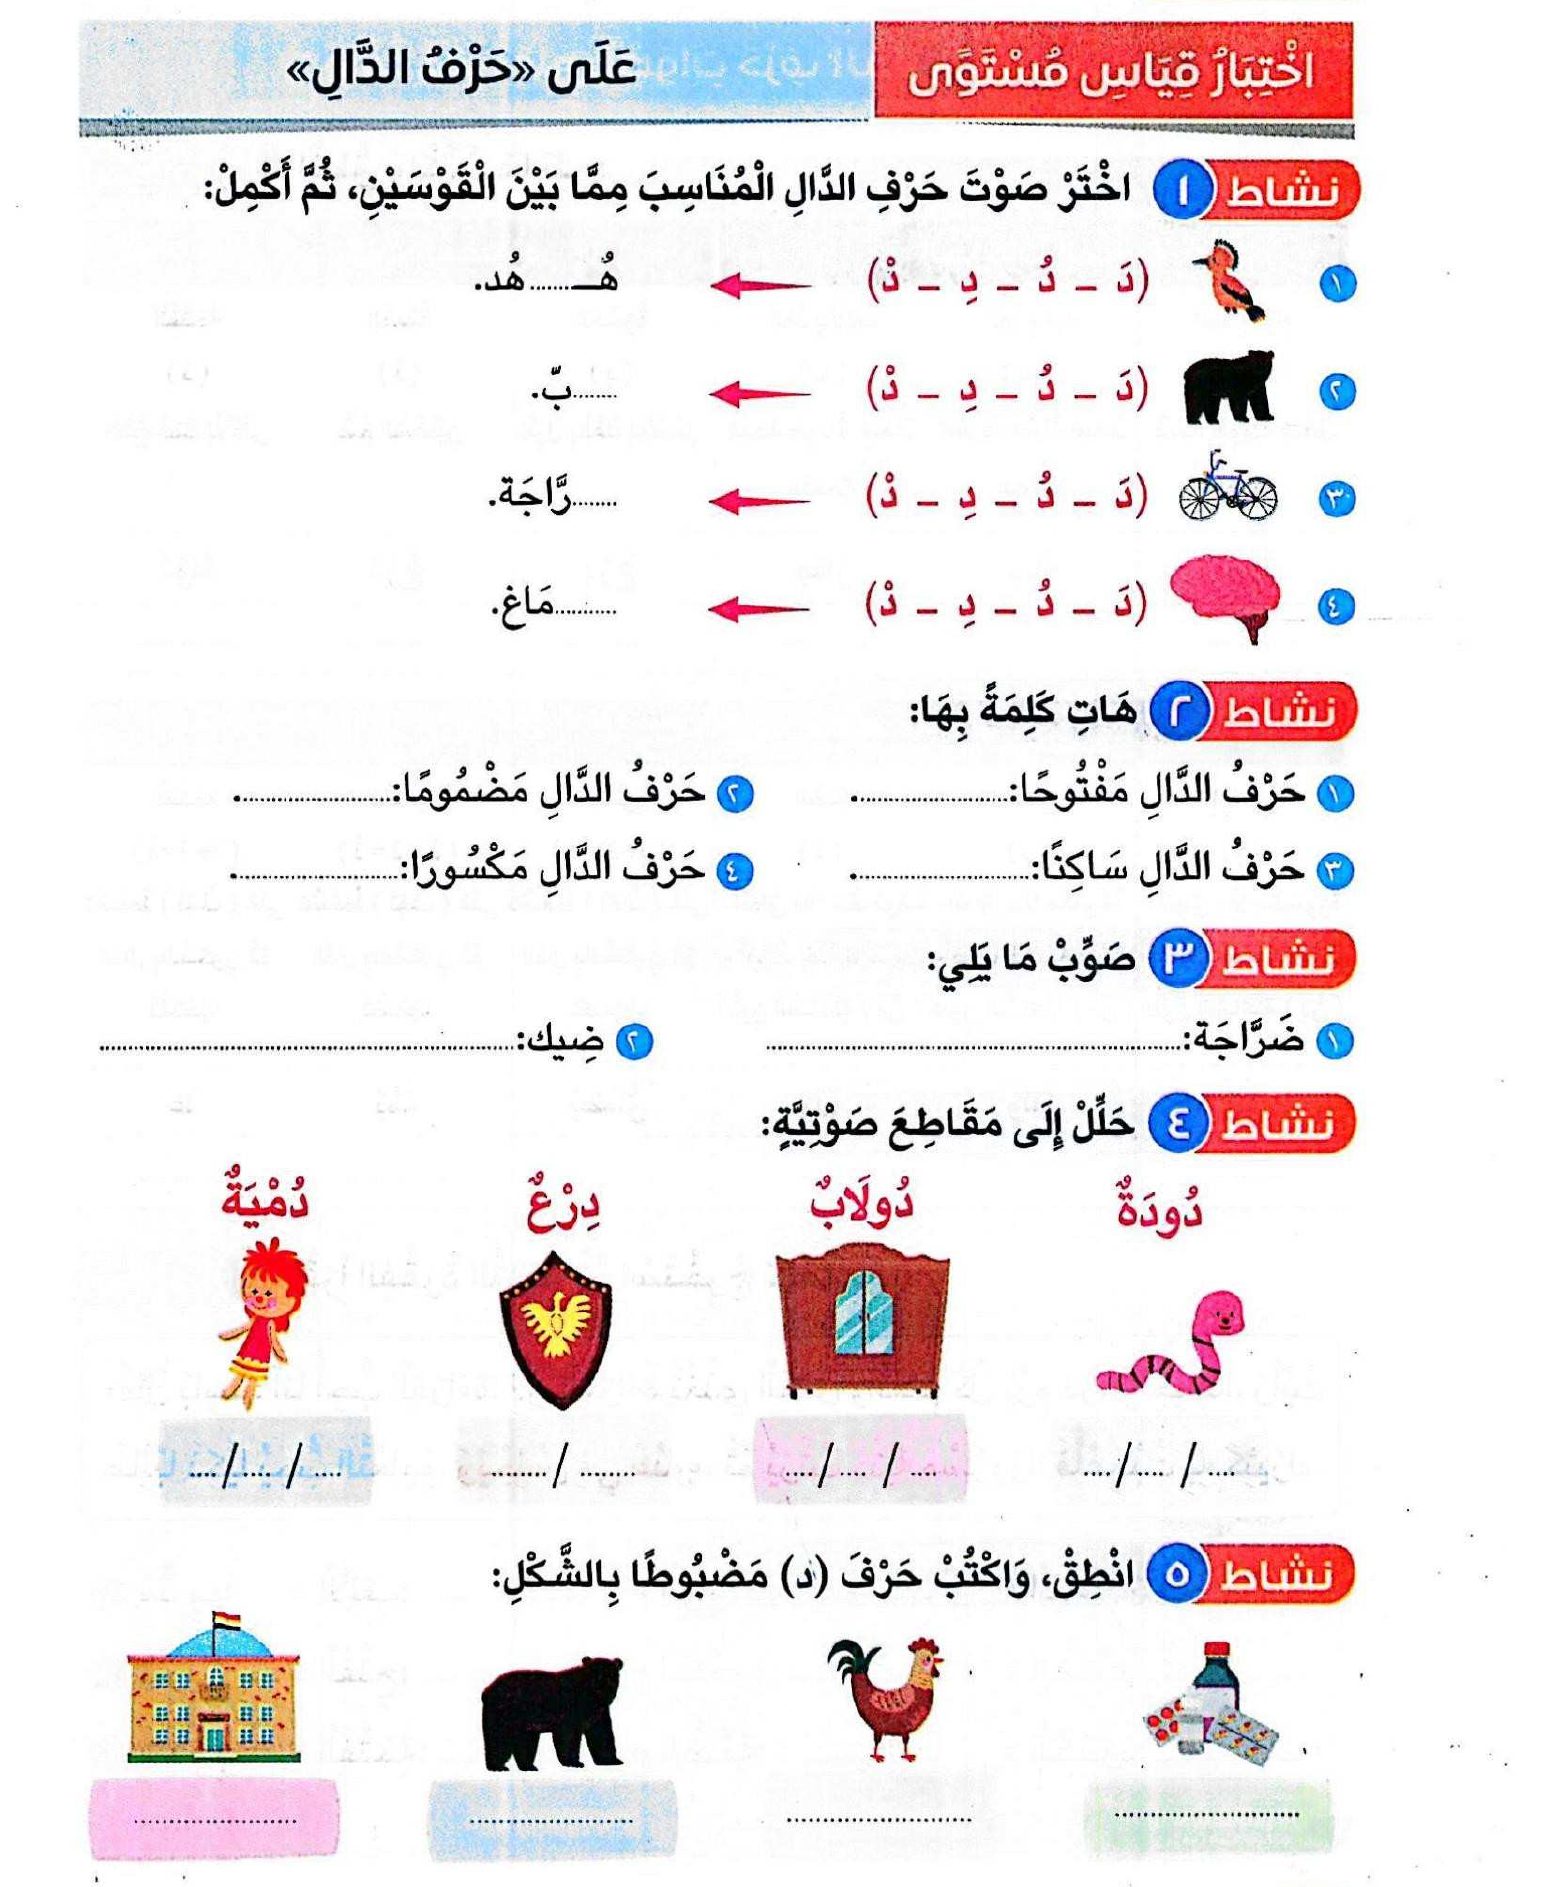 اخْتِبَارُ قِيَاسِ مُسْتَوًى عَلَى «حَرْفُ الدَّالِ»
نشاط ١ اخْتَرْ صَوْتَ حَرْفِ الدَّالِ الْمُنَاسِبَ مِمَّا بَيْنَ الْقَوْسَيْنِ، ثُمَّ أَكْمِلْ:
١ (دَ – دُ – دِ – دْ) هُـ........هُد.
٢ (دَ – دُ – دِ – دْ) ........بّ.
٣ (دَ – دُ – دِ – دْ) ........رَّاجَة.
٤ (دَ – دُ – دِ – دْ) ...........مَاغ.
نشاط ٢ هَاتِ كَلِمَةً بِهَا:
١ حَرْفُ الدَّالِ مَفْتُوحًا:........................ ٢ حَرْفُ الدَّالِ مَضْمُومًا:........................
٣ حَرْفُ الدَّالِ سَاكِنًا:........................ ٤ حَرْفُ الدَّالِ مَكْسُورًا:........................
نشاط ٣ صَوِّبْ مَا يَلِي:
١ ضَرَّاجَة:........................ ٢ ضِيك:........................
نشاط ٤ حَلِّلْ إِلَى مَقَاطِعَ صَوْتِيَّةٍ:
دُودَةٌ دُولَابٌ دِرْعٌ دُمْيَةٌ
..../..../.... ..../..../.... ......../........ ..../..../....
نشاط ٥ انْطِقْ، وَاكْتُبْ حَرْفَ (د) مَضْبُوطًا بِالشَّكْلِ: